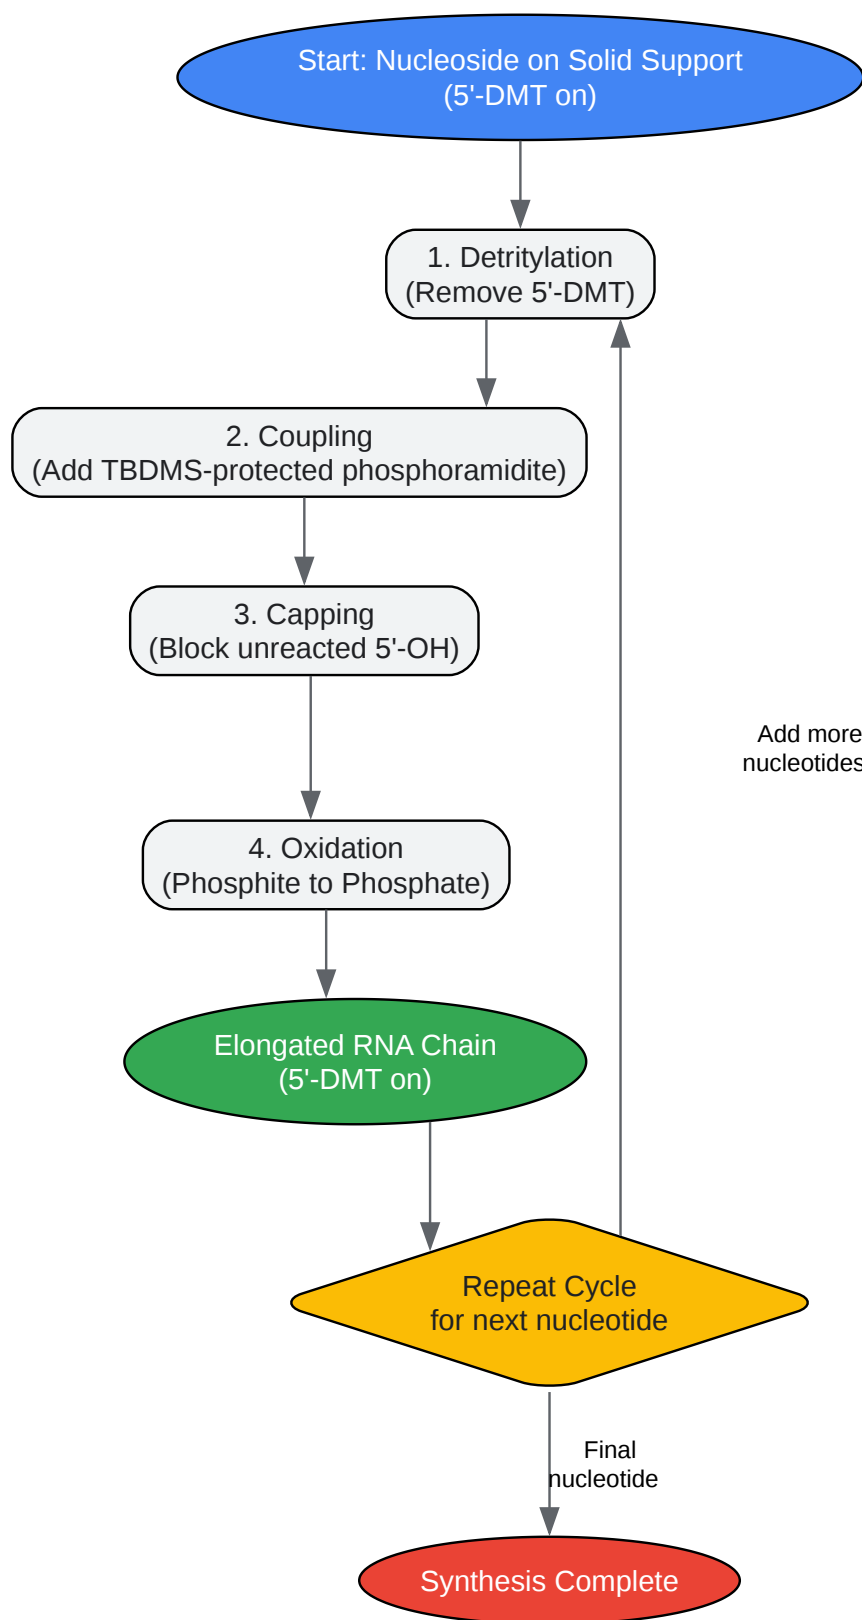 Start: Nucleoside on Solid Support
(5'-DMT on)
1. Detritylation
(Remove 5'-DMT)
2. Coupling
(Add TBDMS-protected phosphoramidite)
3. Capping
(Block unreacted 5'-OH)
Add more
nucleotides
4. Oxidation
(Phosphite to Phosphate)
Elongated RNA Chain
(5'-DMT on)
Repeat Cycle
for next nucleotide
Final
nucleotide
Synthesis Complete